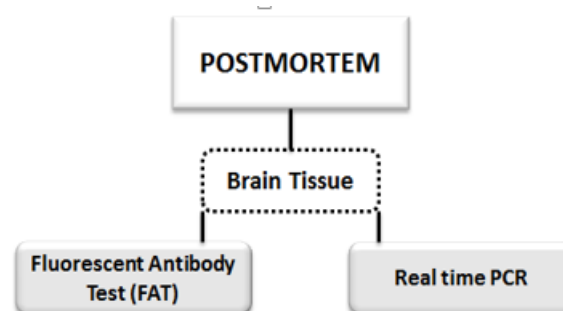 POSTMORTEM
Brain Tissue
Fluorescent Antibody
Test (FAT)
Real time PCR